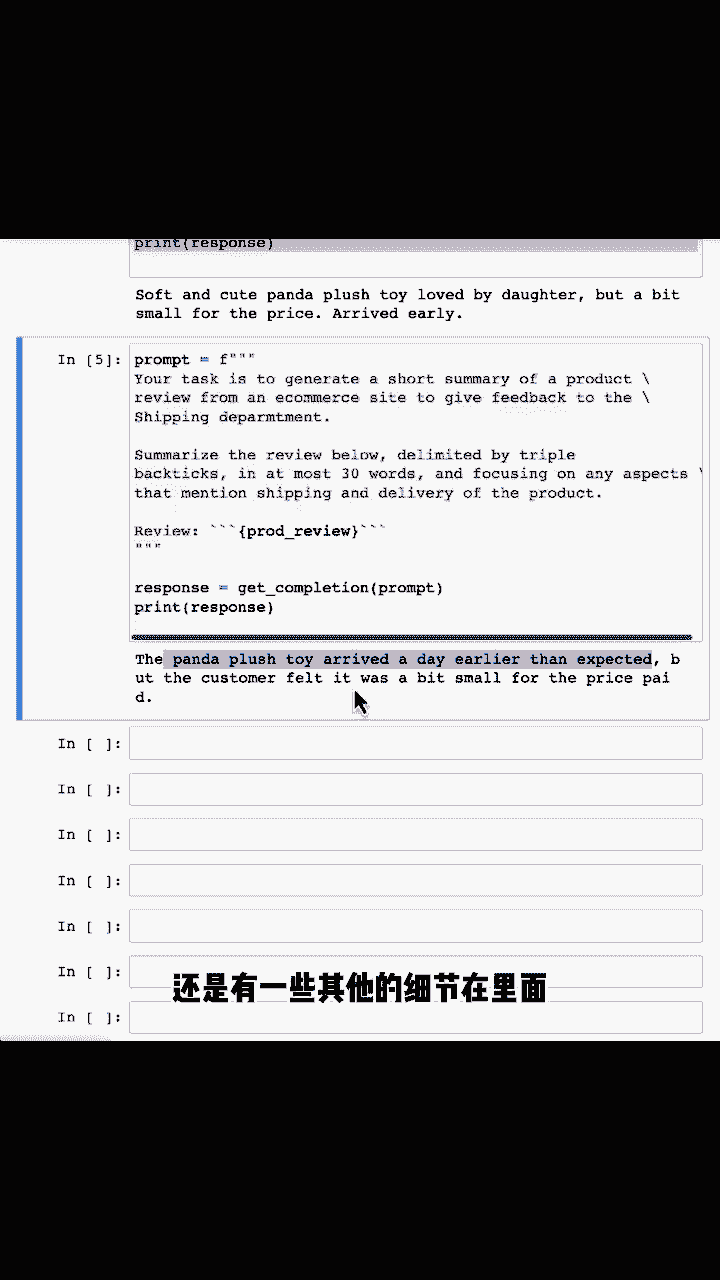 print(response)
Soft and cute panda plush toy loved by daughter, but a bit
small for the price. Arrived early.
In [5]:
prompt = f"""
Your task is to generate a short summary of a product \
review from an ecommerce site to give feedback to the \
Shipping deparmtment.
Summarize the review below, delimited by triple
backticks, in at most 30 words, and focusing on any aspects \
that mention shipping and delivery of the product.
Review: ```{prod_review}```
"""
response = get_completion(prompt)
print(response)
The panda plush toy arrived a day earlier than expected, b
ut the customer felt it was a bit small for the price pai
d.
In [ ]:
In [ ]:
In [ ]:
In [ ]:
In [ ]:
In [ ]:
还是有一些其他的细节在里面
In [ ]: